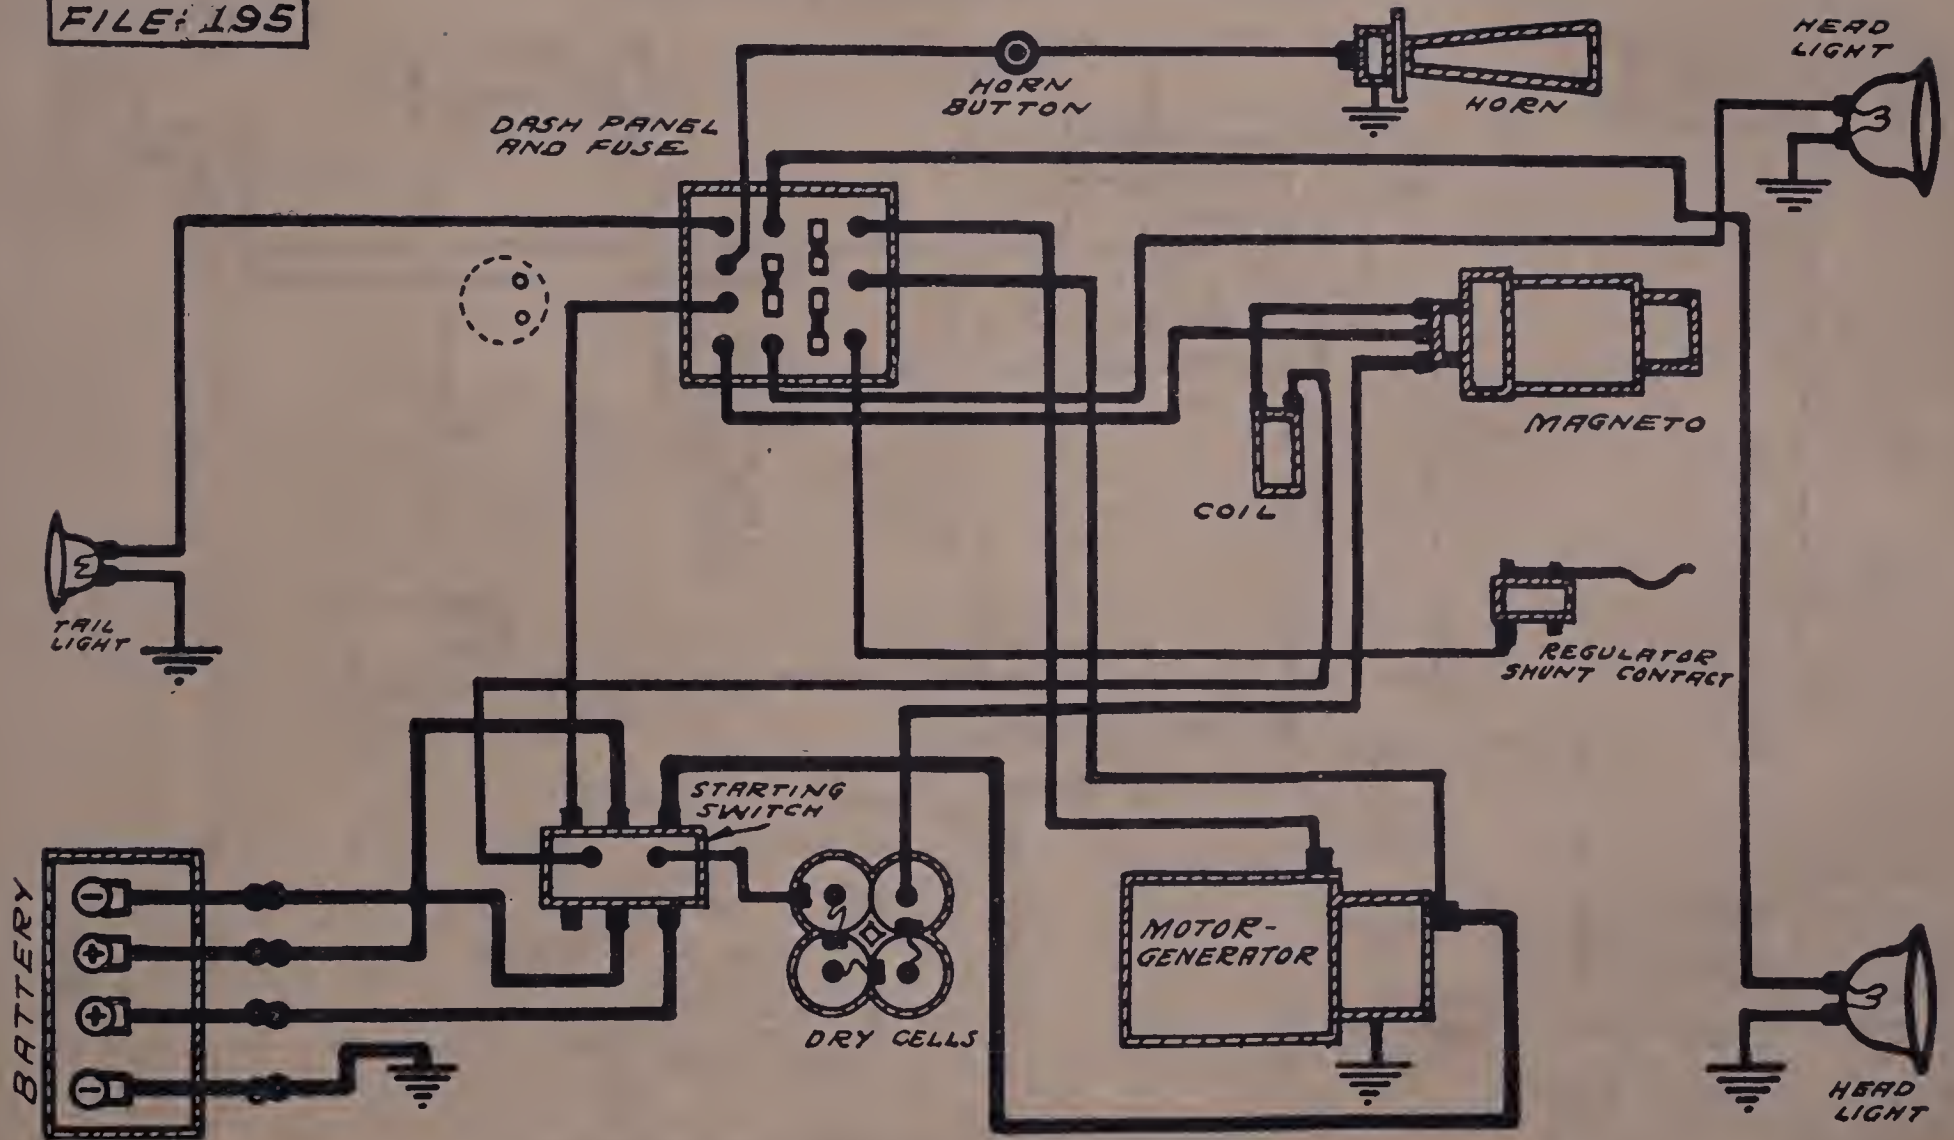 FILE: 195
HEAD
LIGHT
HORN
BUTTON
HORN
DASH PANEL
AND FUSE
MAGNETO
COIL
TAIL
LIGHT
REGULATOR
SHUNT CONTACT
STARTING
SWITCH
BATTERY
MOTOR-
GENERATOR
DRY CELLS
HEAD
LIGHT